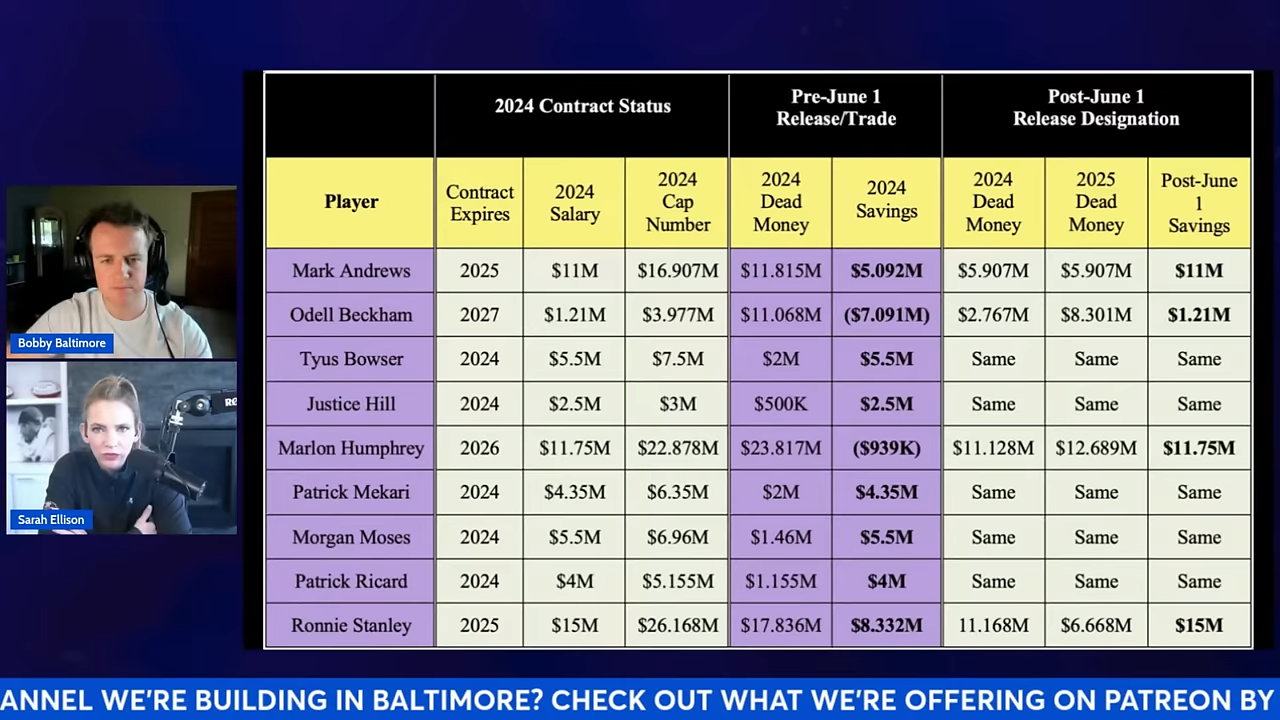 2024 Contract Status
Pre-June 1
Release/Trade
Post-June 1
Release Designation
Player
Contract
Expires
2024
Salary
2024
Cap
Number
2024
Dead
Money
2024
Savings
2024
Dead
Money
2025
Dead
Money
Post-June
1
Savings
Mark Andrews 2025 $11M $16.907M $11.815M $5.092M $5.907M $5.907M $11M
Odell Beckham 2027 $1.21M $3.977M $11.068M ($7.091M) $2.767M $8.301M $1.21M
Tyus Bowser 2024 $5.5M $7.5M $2M $5.5M Same Same Same
Justice Hill 2024 $2.5M $3M $500K $2.5M Same Same Same
Marlon Humphrey 2026 $11.75M $22.878M $23.817M ($939K) $11.128M $12.689M $11.75M
Patrick Mekari 2024 $4.35M $6.35M $2M $4.35M Same Same Same
Morgan Moses 2024 $5.5M $6.96M $1.46M $5.5M Same Same Same
Patrick Ricard 2024 $4M $5.155M $1.155M $4M Same Same Same
Ronnie Stanley 2025 $15M $26.168M $17.836M $8.332M 11.168M $6.668M $15M
Bobby Baltimore
RØ
Sarah Ellison
ANNEL WE'RE BUILDING IN BALTIMORE? CHECK OUT WHAT WE'RE OFFERING ON PATREON BY